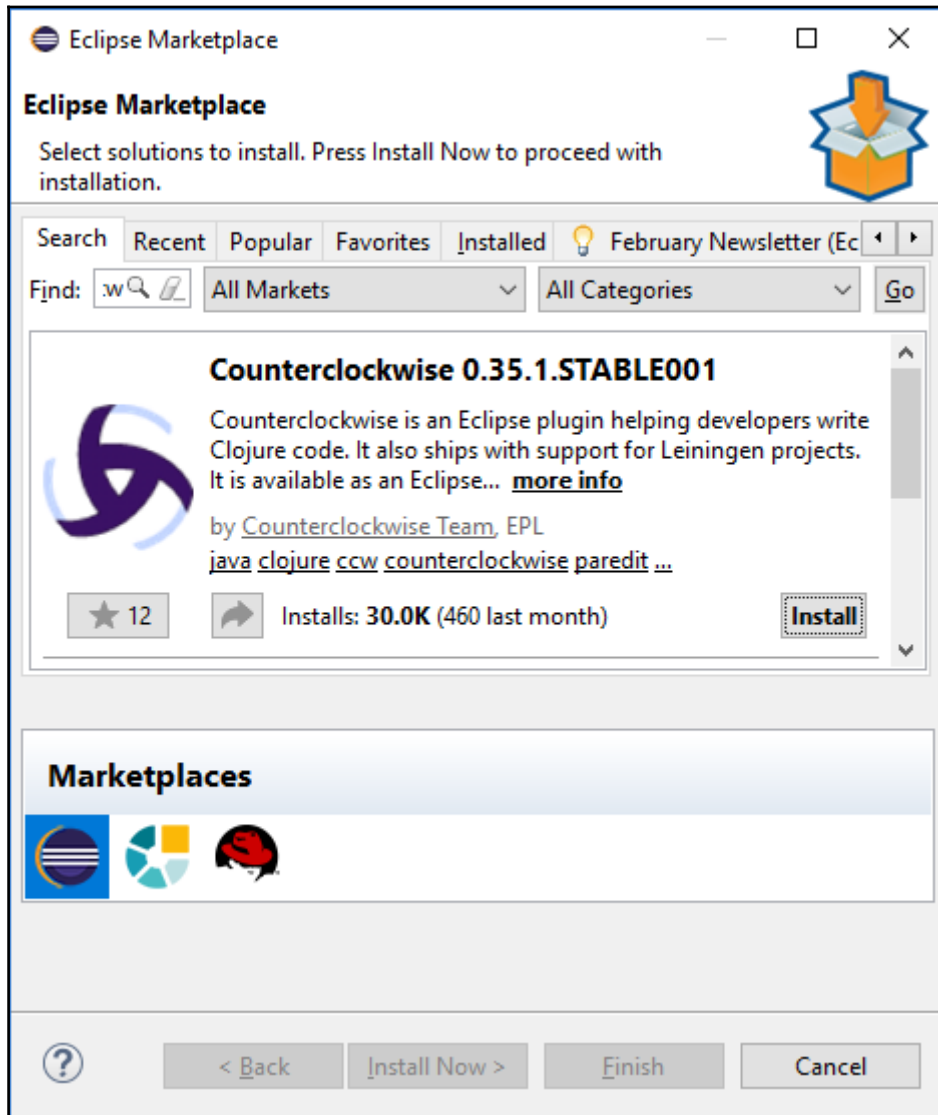 Eclipse Marketplace
Eclipse Marketplace
Select solutions to install. Press Install Now to proceed with
installation.
Search Recent Popular Favorites Installed February Newsletter (Ec
Find: :w All Markets All Categories Go
Counterclockwise 0.35.1.STABLE001
Counterclockwise is an Eclipse plugin helping developers write
Clojure code. It also ships with support for Leiningen projects.
It is available as an Eclipse... more info
by Counterclockwise Team, EPL
java clojure ccw counterclockwise paredit ...
12 Installs: 30.0K (460 last month) Install
Marketplaces
? < Back Install Now > Finish Cancel